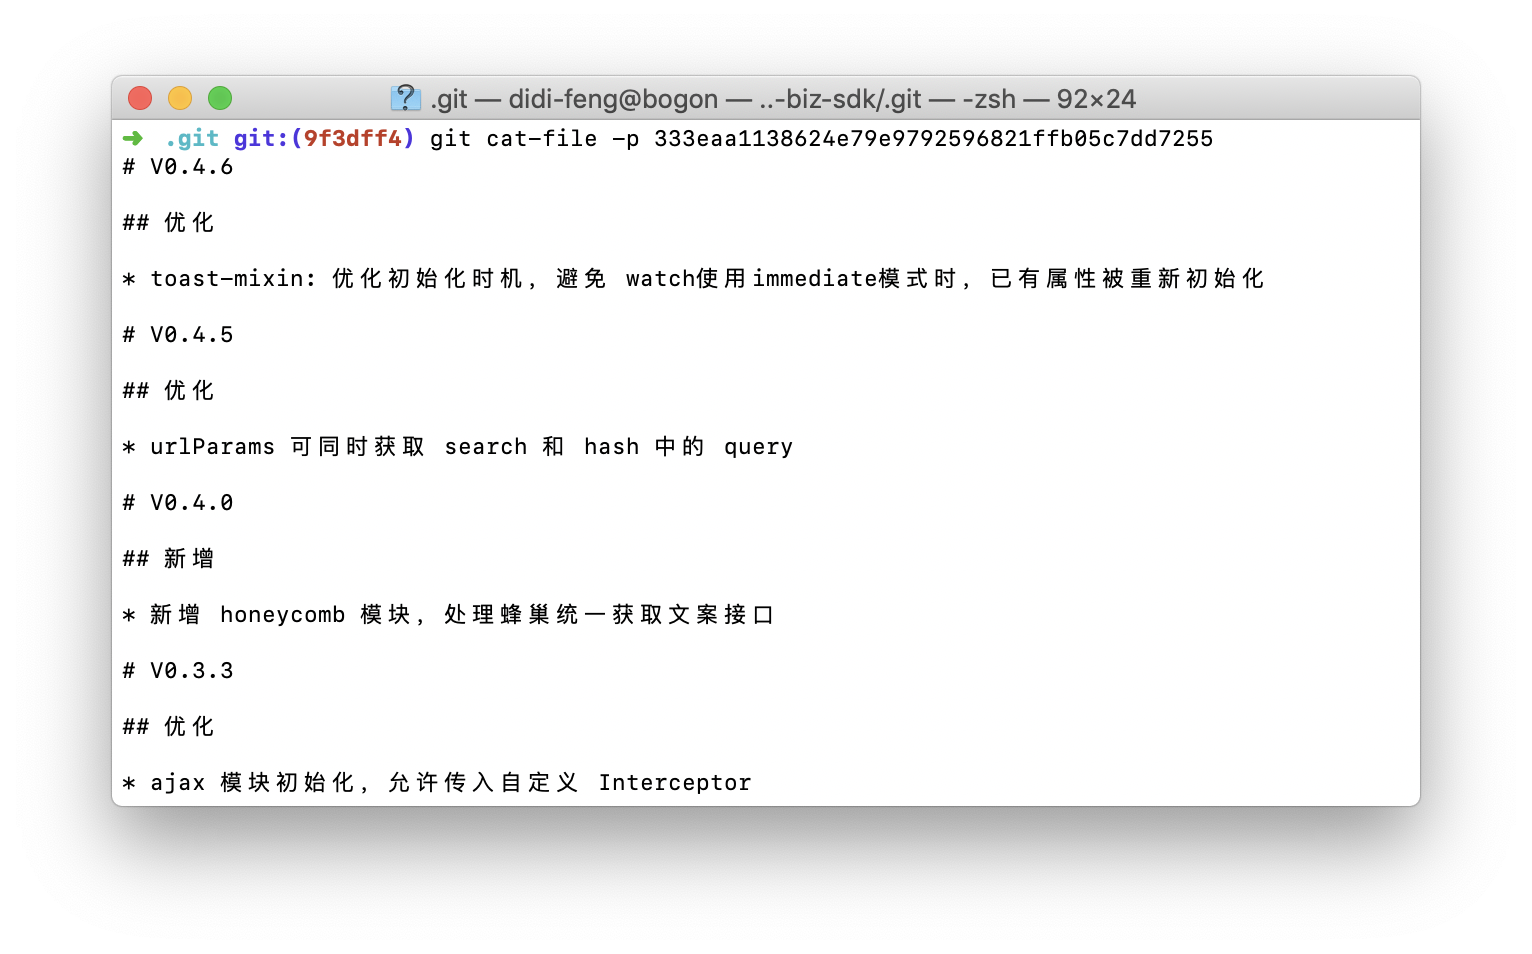 .git — didi-feng@bogon — ..-biz-sdk/.git — -zsh — 92×24
➜ .git git:(9f3dff4) git cat-file -p 333eaa1138624e79e9792596821ffb05c7dd7255
# V0.4.6
## 优化
* toast-mixin: 优化初始化时机, 避免 watch使用immediate模式时, 已有属性被重新初始化
# V0.4.5
## 优化
* urlParams 可同时获取 search 和 hash 中的 query
# V0.4.0
## 新增
* 新增 honeycomb 模块, 处理蜂巢统一获取文案接口
# V0.3.3
## 优化
* ajax 模块初始化, 允许传入自定义 Interceptor